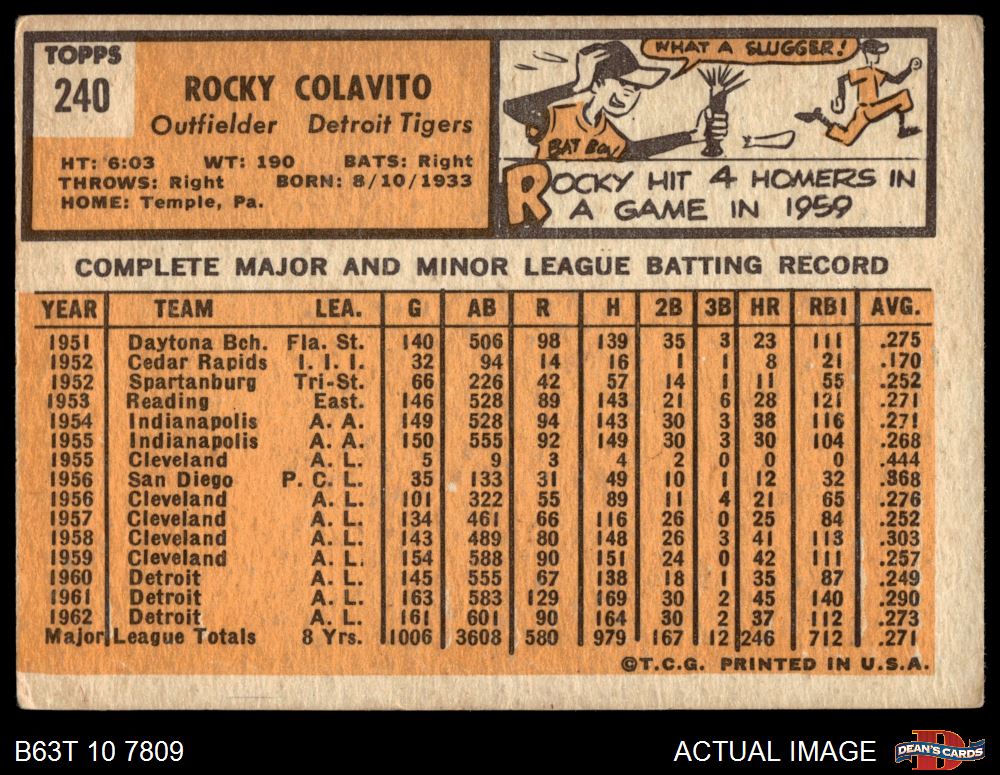 TOPPS
240
ROCKY COLAVITO
Outfielder Detroit Tigers
HT: 6:03 WT: 190 BATS: Right
THROWS: Right BORN: 8/10/1933
HOME: Temple, Pa.
WHAT A SLUGGER!
BAT BOY
ROCKY HIT 4 HOMERS IN
A GAME IN 1959
COMPLETE MAJOR AND MINOR LEAGUE BATTING RECORD
YEAR TEAM LEA. G AB R H 2B 3B HR RBI AVG.
1951 Daytona Bch. Fla. St. 140 506 98 139 35 3 23 111 .275
1952 Cedar Rapids I. I. I. 32 94 14 16 1 1 8 21 .170
1952 Spartanburg Tri-St. 66 226 42 57 14 1 11 55 .252
1953 Reading East. 146 528 89 143 21 6 28 121 .271
1954 Indianapolis A. A. 149 528 94 143 30 3 38 116 .271
1955 Indianapolis A. A. 150 555 92 149 30 3 30 104 .268
1955 Cleveland A. L. 5 9 3 4 2 0 0 0 .444
1956 San Diego P. C. L. 35 133 31 49 10 1 12 32 .368
1956 Cleveland A. L. 101 322 55 89 11 4 21 65 .276
1957 Cleveland A. L. 134 461 66 116 26 0 25 84 .252
1958 Cleveland A. L. 143 489 80 148 26 3 41 113 .303
1959 Cleveland A. L. 154 588 90 151 24 0 42 111 .257
1960 Detroit A. L. 145 555 67 138 18 1 35 87 .249
1961 Detroit A. L. 163 583 129 169 30 2 45 140 .290
1962 Detroit A. L. 161 601 90 164 30 2 37 112 .273
Major League Totals 8 Yrs. 1006 3608 580 979 167 12 246 712 .271
©T.C.G. PRINTED IN U.S.A.
B63T 10 7809
ACTUAL IMAGE
D
DEAN'S CARDS